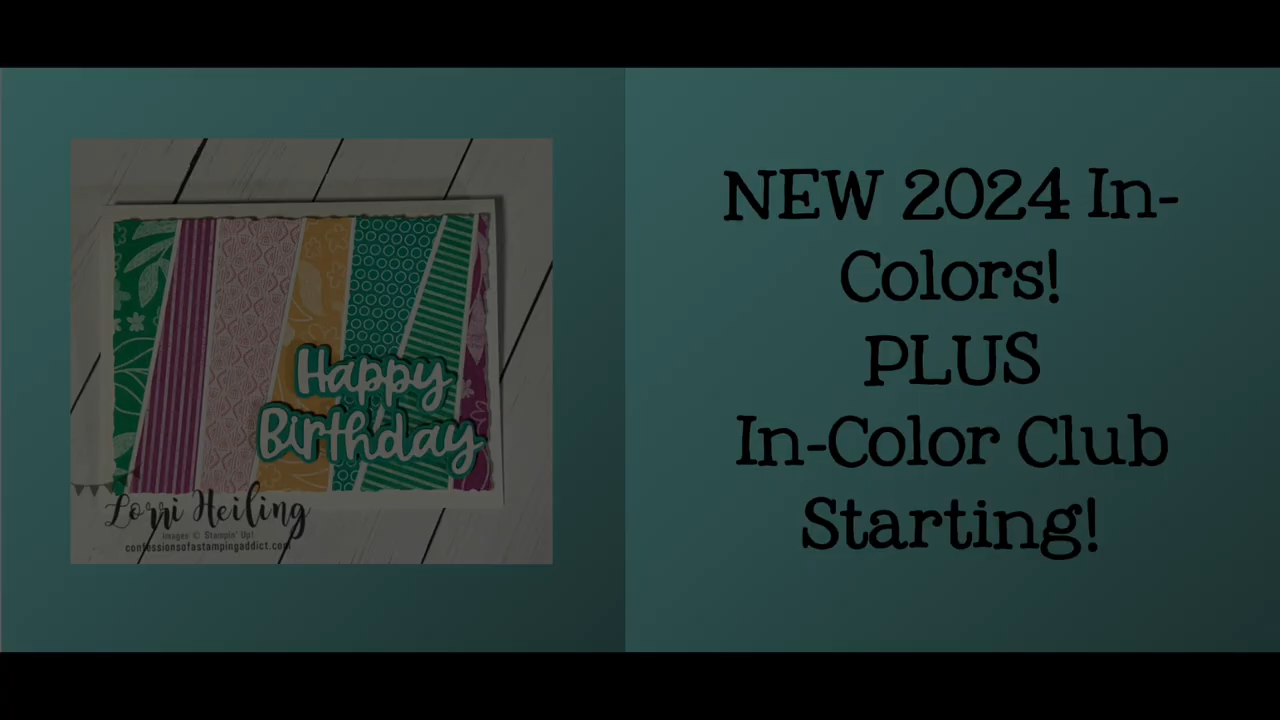 Happy
Birthday
Lorri Heiling
Images © Stampin' Up!
confessionsofastampingaddict.com
NEW 2024 In-
Colors!
PLUS
In-Color Club
Starting!